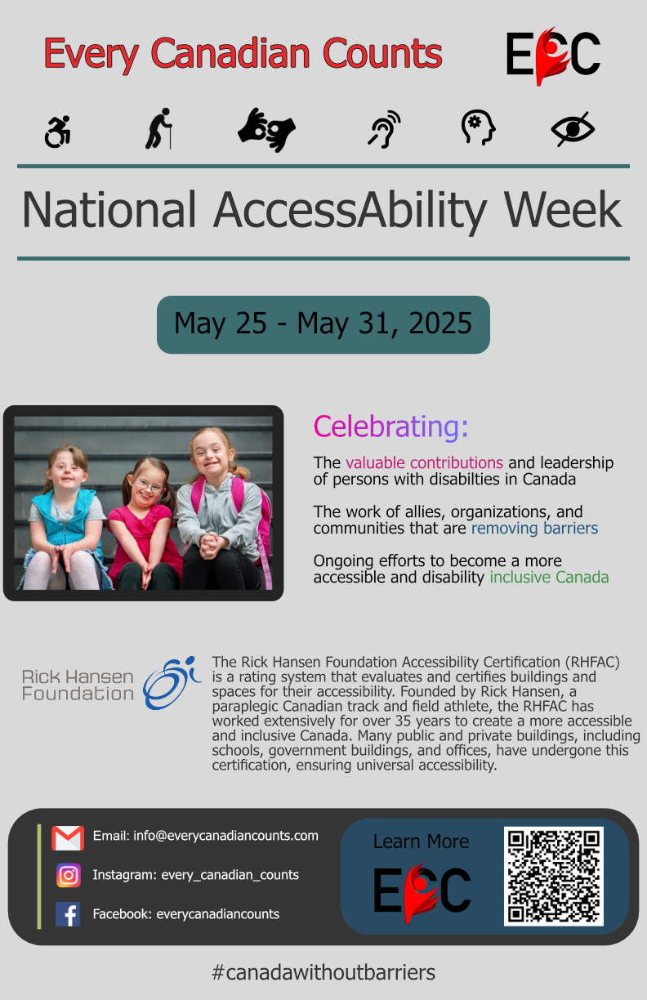 Every Canadian Counts
ECC
National AccessAbility Week
May 25 - May 31, 2025
Celebrating:
The valuable contributions and leadership
of persons with disabilties in Canada
The work of allies, organizations, and
communities that are removing barriers
Ongoing efforts to become a more
accessible and disability inclusive Canada
Rick Hansen
Foundation
The Rick Hansen Foundation Accessibility Certification (RHFAC)
is a rating system that evaluates and certifies buildings and
spaces for their accessibility. Founded by Rick Hansen, a
paraplegic Canadian track and field athlete, the RHFAC has
worked extensively for over 35 years to create a more accessible
and inclusive Canada. Many public and private buildings, including
schools, government buildings, and offices, have undergone this
certification, ensuring universal accessibility.
Email: info@everycanadiancounts.com
Instagram: every_canadian_counts
Facebook: everycanadiancounts
Learn More
ECC
#canadawithoutbarriers